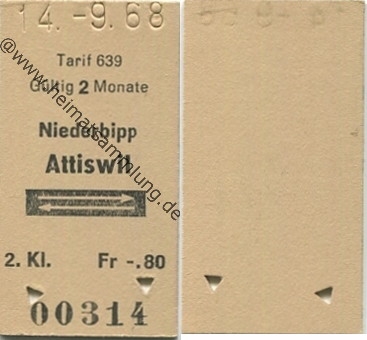 14. -9. 68
Tarif 639
Gültig 2 Monate
Niederbipp
Attiswil
2. Kl. Fr -.80
00314
@www.heimatsammlung.de